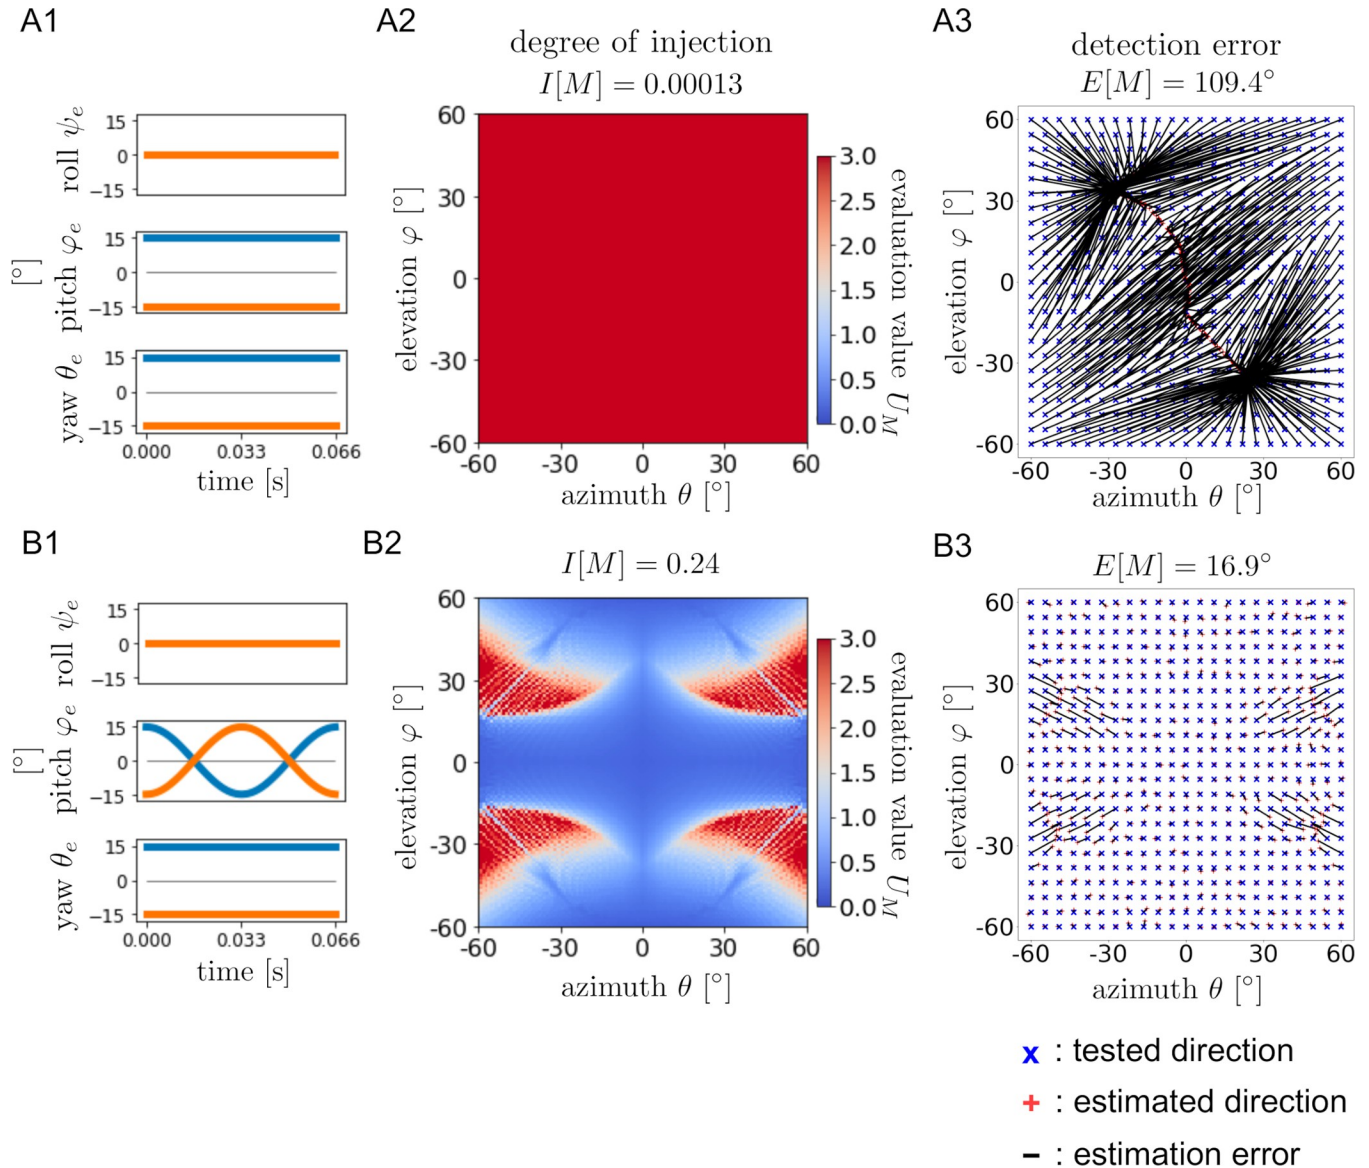 A1
A2
A3
degree of injection
I[M] = 0.00013
detection error
E[M] = 109.4°
roll ψe
15
0
−15
[°]
pitch φe
15
0
−15
yaw θe
15
0
−15
0.000 0.033 0.066
time [s]
elevation φ [°]
60
30
0
-30
-60
-60 -30 0 30 60
azimuth θ [°]
3.0
2.5
2.0
1.5
1.0
0.5
0.0
evaluation value UM
elevation φ [°]
60
30
0
-30
-60
-60 -30 0 30 60
azimuth θ [°]
B1
B2
B3
I[M] = 0.24
E[M] = 16.9°
roll ψe
15
0
−15
[°]
pitch φe
15
0
−15
yaw θe
15
0
−15
0.000 0.033 0.066
time [s]
elevation φ [°]
60
30
0
-30
-60
-60 -30 0 30 60
azimuth θ [°]
3.0
2.5
2.0
1.5
1.0
0.5
0.0
evaluation value UM
elevation φ [°]
60
30
0
-30
-60
-60 -30 0 30 60
azimuth θ [°]
x : tested direction
+ : estimated direction
– : estimation error